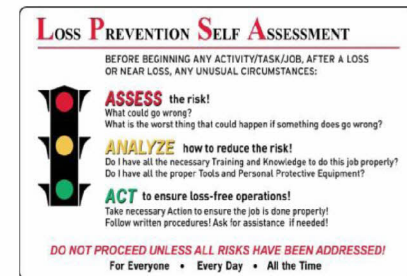 LOSS PREVENTION SELF ASSESSMENT
BEFORE BEGINNING ANY ACTIVITY/TASK/JOB, AFTER A LOSS
OR NEAR LOSS, ANY UNUSUAL CIRCUMSTANCES:
ASSESS the risk!
What could go wrong?
What is the worst thing that could happen if something does go wrong?
ANALYZE how to reduce the risk!
Do I have all the necessary Training and Knowledge to do this job properly?
Do I have all the proper Tools and Personal Protective Equipment?
ACT to ensure loss-free operations!
Take necessary Action to ensure the job is done properly!
Follow written procedures! Ask for assistance if needed!
DO NOT PROCEED UNLESS ALL RISKS HAVE BEEN ADDRESSED!
For Everyone • Every Day • All the Time